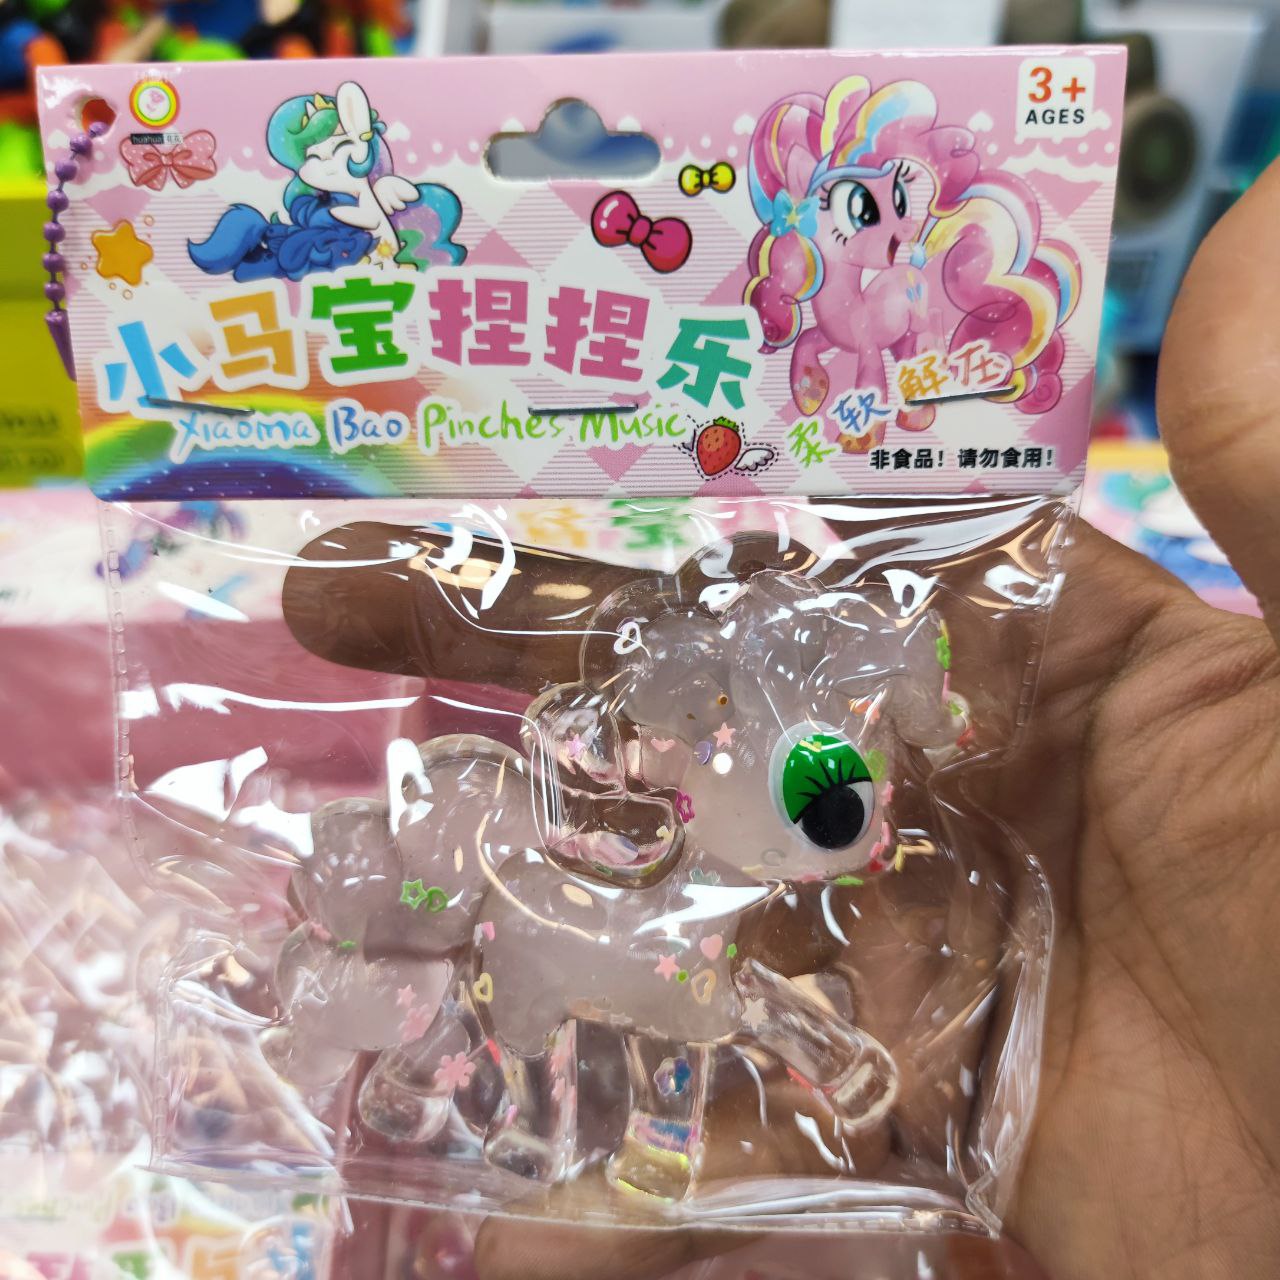 huahua
3+
AGES
小马宝捏捏乐
Xiaoma Bao Pinches Music
柔软解压
非食品！请勿食用！